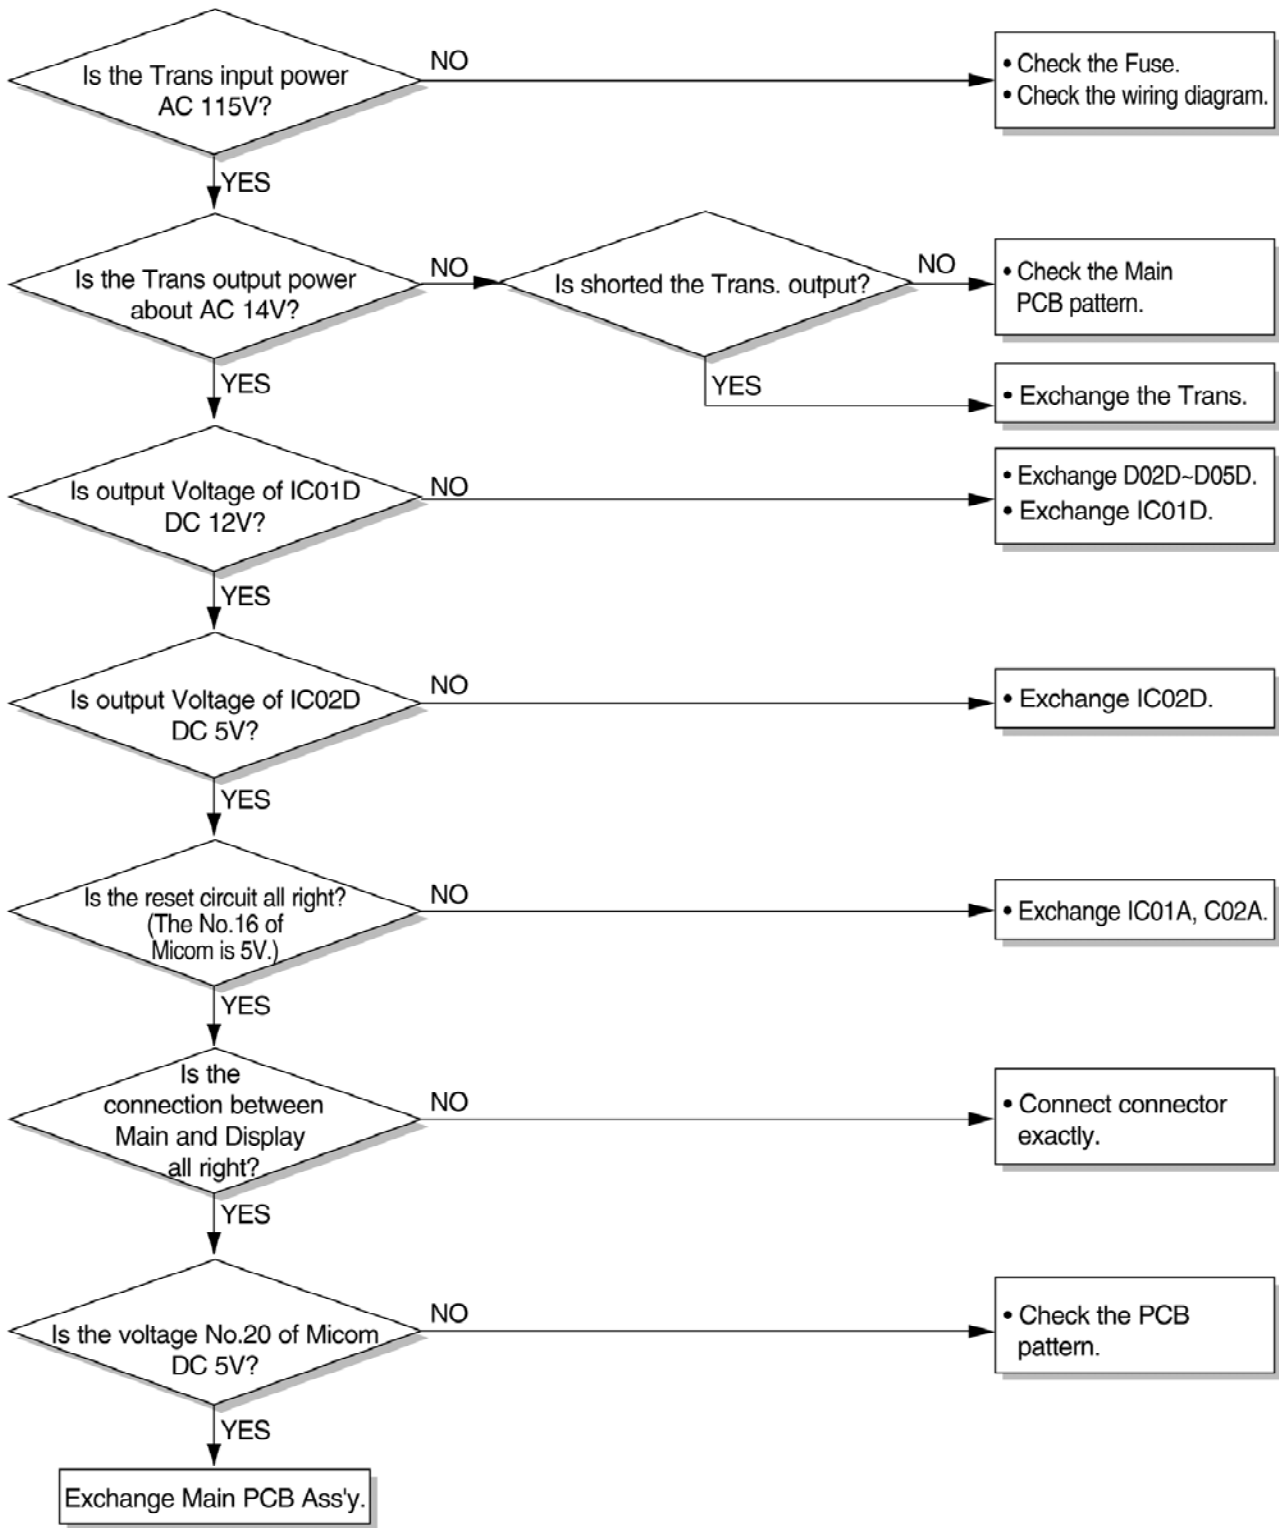 Is the Trans input power
AC 115V?
NO
• Check the Fuse.
• Check the wiring diagram.
YES
Is the Trans output power
about AC 14V?
NO
Is shorted the Trans. output?
NO
• Check the Main
PCB pattern.
YES
YES
• Exchange the Trans.
Is output Voltage of IC01D
DC 12V?
NO
• Exchange D02D~D05D.
• Exchange IC01D.
YES
Is output Voltage of IC02D
DC 5V?
NO
• Exchange IC02D.
YES
Is the reset circuit all right?
(The No.16 of
Micom is 5V.)
NO
• Exchange IC01A, C02A.
YES
Is the
connection between
Main and Display
all right?
NO
• Connect connector
exactly.
YES
Is the voltage No.20 of Micom
DC 5V?
NO
• Check the PCB
pattern.
YES
Exchange Main PCB Ass'y.